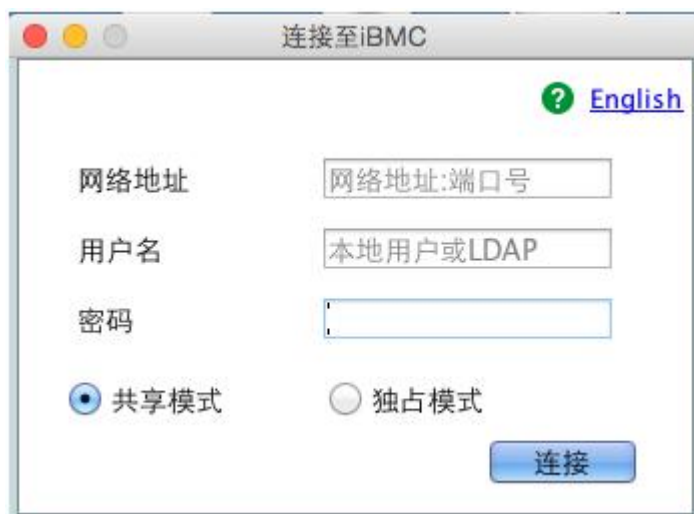 连接至iBMC
English
网络地址 网络地址:端口号
用户名 本地用户或LDAP
密码
共享模式 独占模式
连接